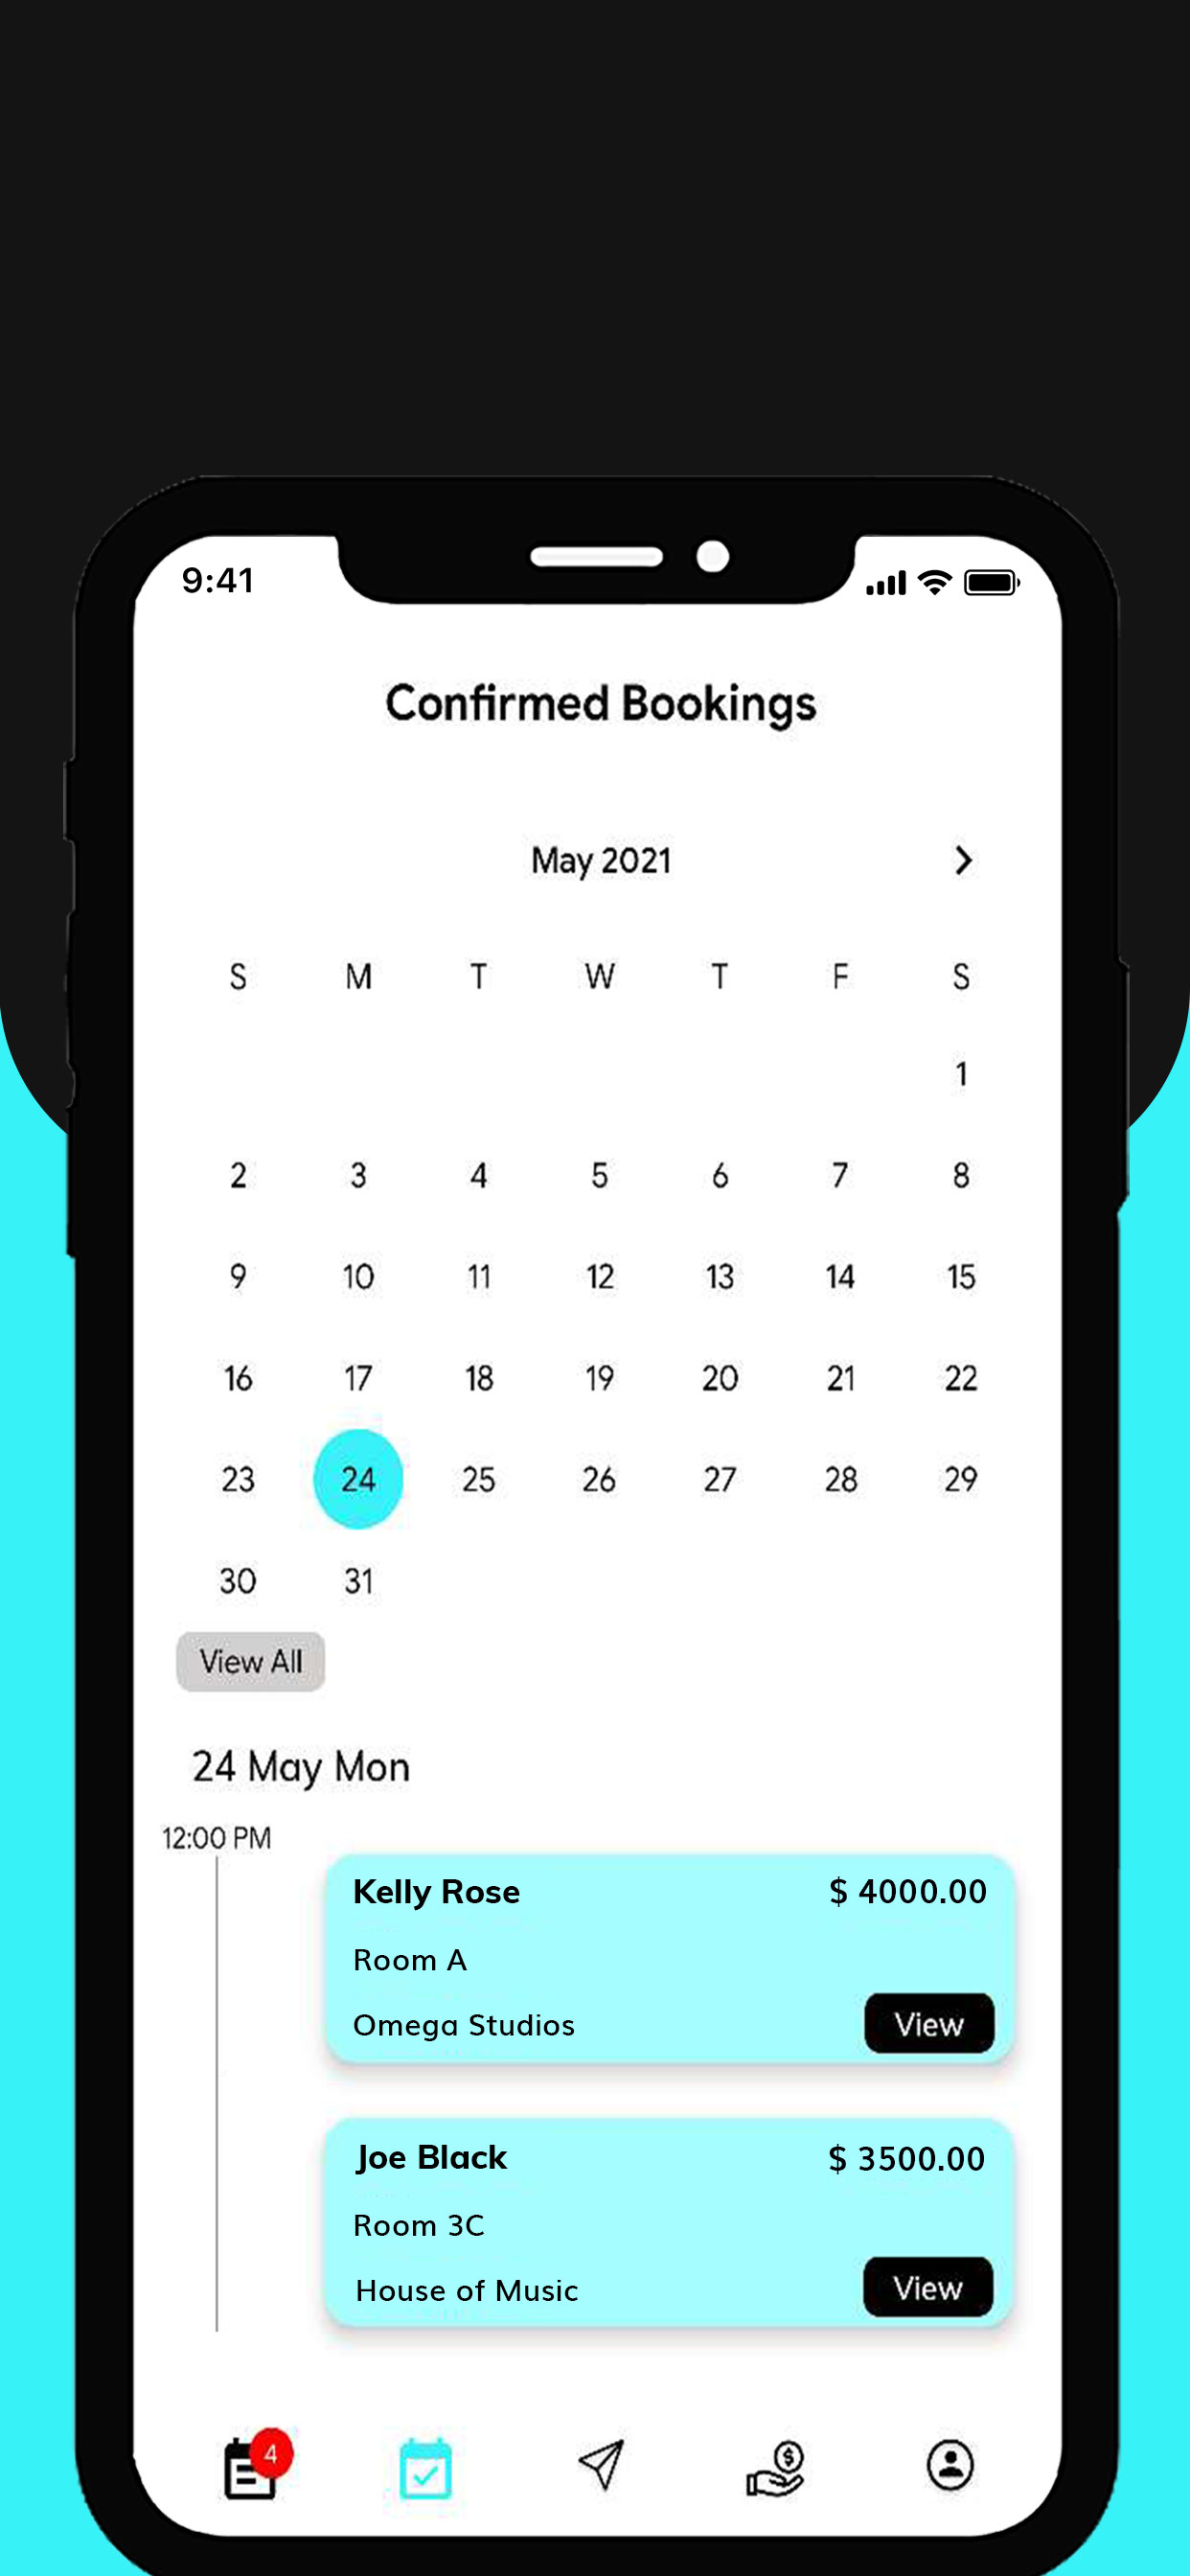 9:41
Confirmed Bookings
May 2021
S M T W T F S
1
2 3 4 5 6 7 8
9 10 11 12 13 14 15
16 17 18 19 20 21 22
23 24 25 26 27 28 29
30 31
View All
24 May Mon
12:00 PM
Kelly Rose $ 4000.00
Room A
Omega Studios View
Joe Black $ 3500.00
Room 3C
House of Music View
4
$